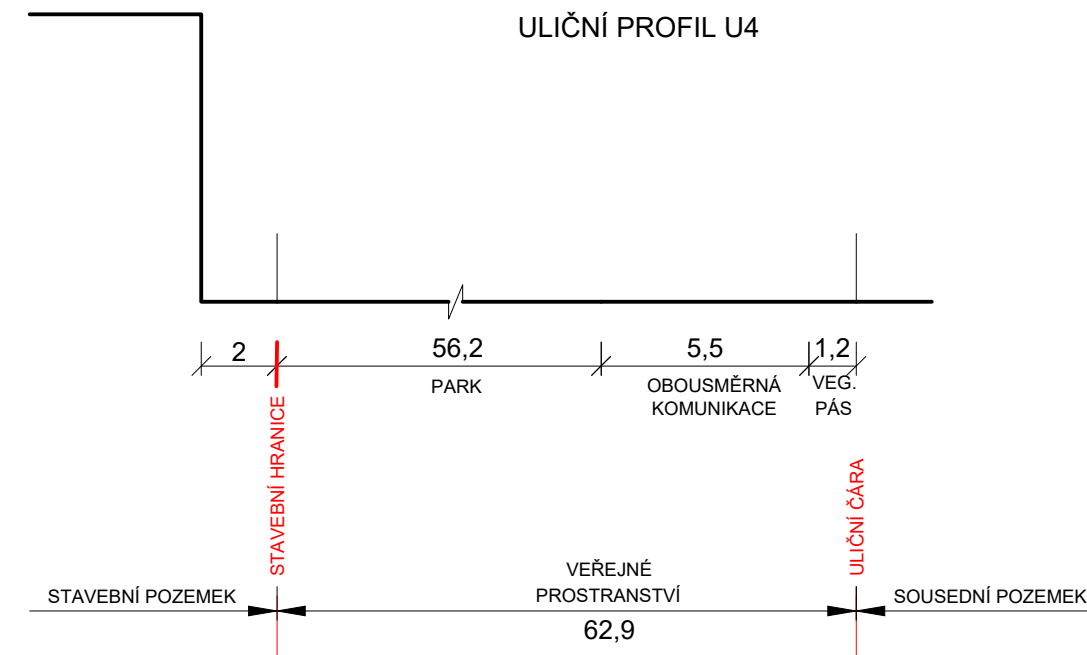 ULIČNÍ PROFIL U4
2
56,2
5,5
1,2
PARK
OBOUSMĚRNÁ
KOMUNIKACE
VEG.
PÁS
STAVEBNÍ HRANICE
ULIČNÍ ČÁRA
STAVEBNÍ POZEMEK
VEŘEJNÉ
PROSTRANSTVÍ
62,9
SOUSEDNÍ POZEMEK